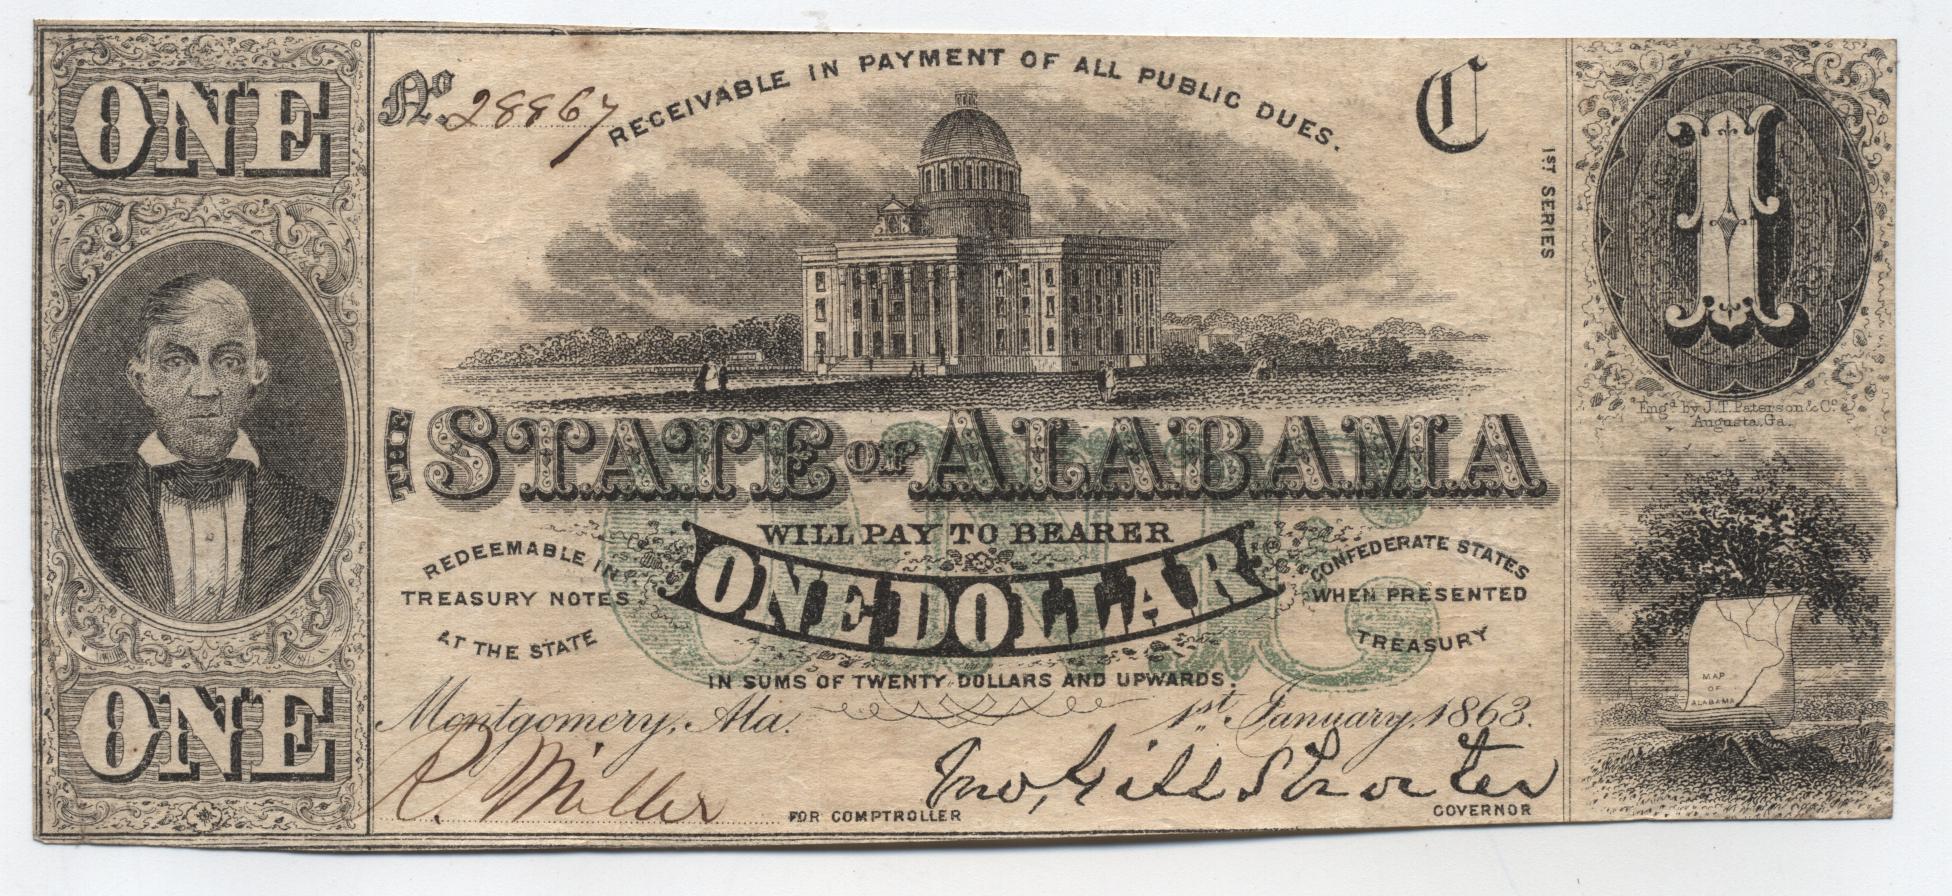 ONE
No. 28867
RECEIVABLE IN PAYMENT OF ALL PUBLIC DUES.
C
1ST SERIES
1
Engd. by J.T. Paterson & Co.
Augusta, Ga.
THE STATE OF ALABAMA
WILL PAY TO BEARER
ONE DOLLAR
ONE
REDEEMABLE IN CONFEDERATE STATES
TREASURY NOTES WHEN PRESENTED
AT THE STATE TREASURY
IN SUMS OF TWENTY DOLLARS AND UPWARDS.
MAP
OF
ALABAMA
ONE
Montgomery, Ala. 1st January, 1863.
R. Miller FOR COMPTROLLER
Jno, Gill Shorter GOVERNOR